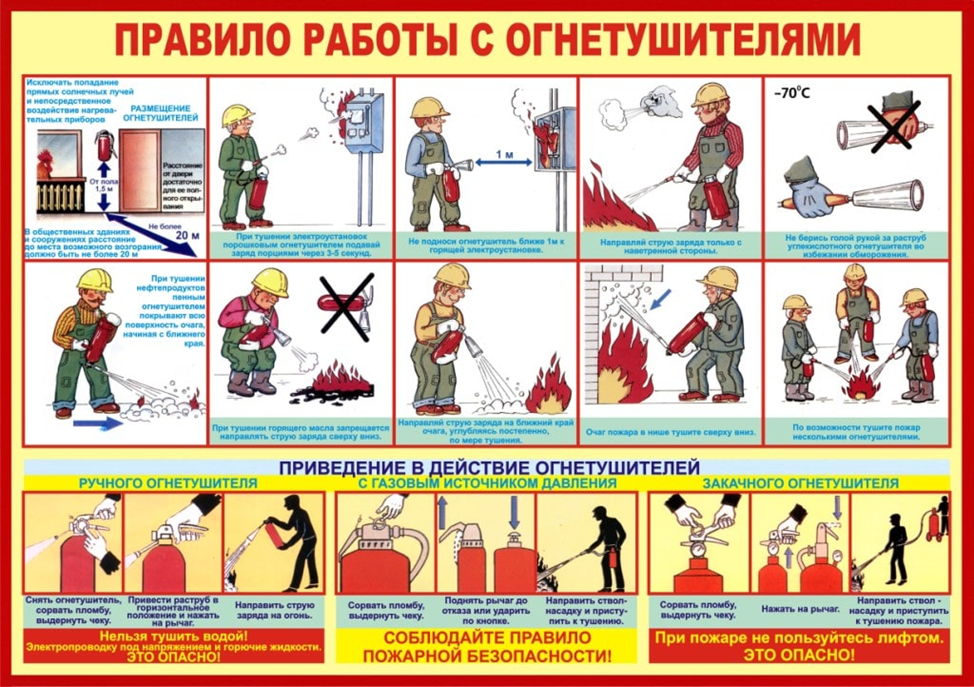 ПРАВИЛО РАБОТЫ С ОГНЕТУШИТЕЛЯМИ
Исключать попадание
прямых солнечных лучей
и непосредственное
воздействие нагрева-
тельных приборов
РАЗМЕЩЕНИЕ
ОГНЕТУШИТЕЛЕЙ
От пола
1,5 м
Расстояние
от двери
достаточно
для ее пол-
ного откры-
вания
Не более
20 м
В общественных зданиях
и сооружениях расстояние
до места возможного возгорания
должно быть не более 20 м
При тушении электроустановок
порошковым огнетушителем подавай
заряд порциями через 3-5 секунд.
1 м
Не подноси огнетушитель ближе 1м к
горящей электроустановке.
Направляй струю заряда только с
наветренной стороны.
–70°С
Не берись голой рукой за раструб
углекислотного огнетушителя во
избежании обморожения.
При тушении
нефтепродуктов
пенным
огнетушителем
покрывают всю
поверхность очага,
начиная с ближнего
края.
При тушении горящего масла запрещается
направлять струю заряда сверху вниз.
Направляй струю заряда на ближний край
очага, углубляясь постепенно,
по мере тушения.
Очаг пожара в нише тушите сверху вниз.
По возможности тушите пожар
несколькими огнетушителями.
ПРИВЕДЕНИЕ В ДЕЙСТВИЕ ОГНЕТУШИТЕЛЕЙ
РУЧНОГО ОГНЕТУШИТЕЛЯ
С ГАЗОВЫМ ИСТОЧНИКОМ ДАВЛЕНИЯ
ЗАКАЧНОГО ОГНЕТУШИТЕЛЯ
Снять огнетушитель,
сорвать пломбу,
выдернуть чеку.
Привести раструб в
горизонтальное
положение и нажать
на рычаг.
Направить струю
заряда на огонь.
Сорвать пломбу,
выдернуть чеку.
Поднять рычаг до
отказа или ударить
по кнопке.
Направить ствол-
насадку и присту-
пить к тушению.
Сорвать пломбу,
выдернуть чеку.
Нажать на рычаг.
Направить ствол -
насадку и приступить
к тушению пожара.
Нельзя тушить водой!
Электропроводку под напряжением и горючие жидкости.
ЭТО ОПАСНО!
СОБЛЮДАЙТЕ ПРАВИЛО
ПОЖАРНОЙ БЕЗОПАСНОСТИ!
При пожаре не пользуйтесь лифтом.
ЭТО ОПАСНО!